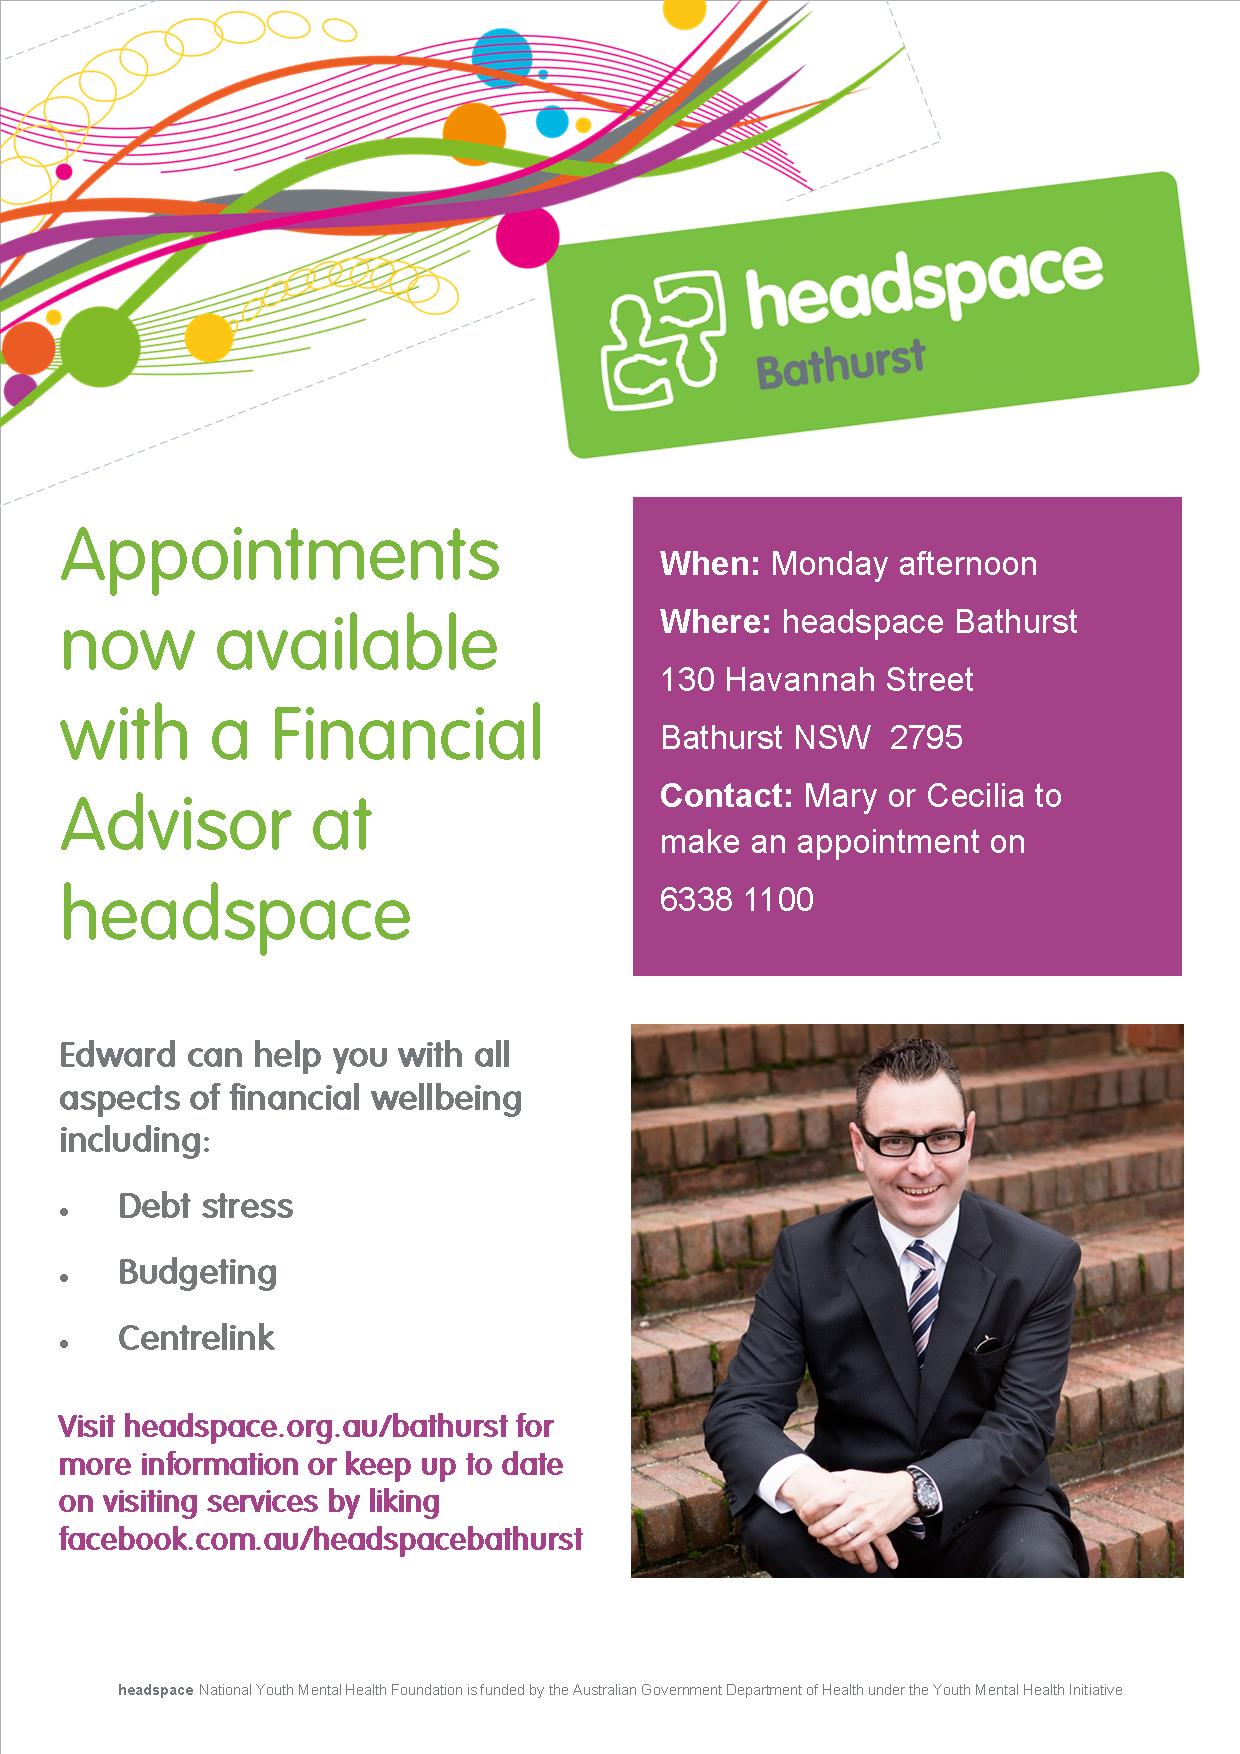 headspace
Bathurst
Appointments
now available
with a Financial
Advisor at
headspace
When: Monday afternoon
Where: headspace Bathurst
130 Havannah Street
Bathurst NSW  2795
Contact: Mary or Cecilia to
make an appointment on
6338 1100
Edward can help you with all
aspects of financial wellbeing
including:
• Debt stress
• Budgeting
• Centrelink
Visit headspace.org.au/bathurst for
more information or keep up to date
on visiting services by liking
facebook.com.au/headspacebathurst
headspace National Youth Mental Health Foundation is funded by the Australian Government Department of Health under the Youth Mental Health Initiative